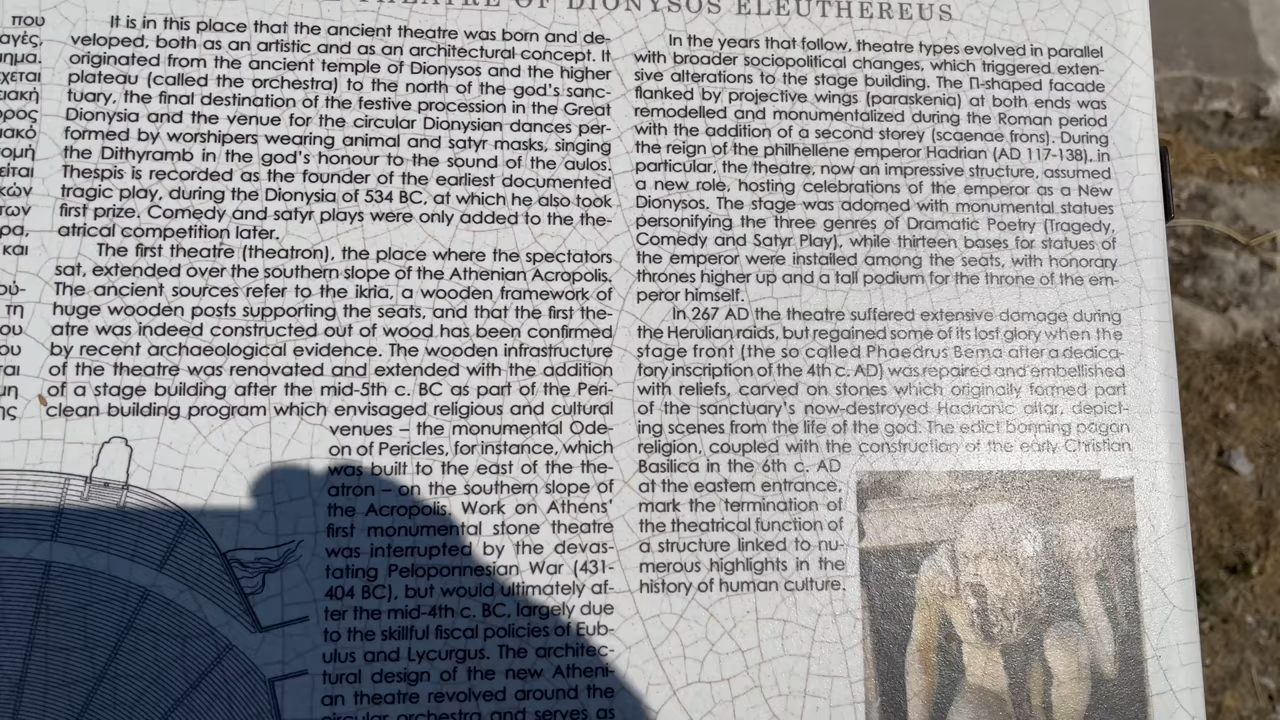 THEATRE OF DIONYSOS ELEUTHEREUS
που
αγές,
ημα.
χεται
ιακή
ρος
ιακό
ομή
είται
κών
των
ρα,
και
ού-
τη
ου
ου
ται
μη
ης
It is in this place that the ancient theatre was born and de-
veloped, both as an artistic and as an architectural concept. It
originated from the ancient temple of Dionysos and the higher
plateau (called the orchestra) to the north of the god's sanc-
tuary, the final destination of the festive procession in the Great
Dionysia and the venue for the circular Dionysian dances per-
formed by worshipers wearing animal and satyr masks, singing
the Dithyramb in the god's honour to the sound of the aulos.
Thespis is recorded as the founder of the earliest documented
tragic play, during the Dionysia of 534 BC, at which he also took
first prize. Comedy and satyr plays were only added to the the-
atrical competition later.
The first theatre (theatron), the place where the spectators
sat, extended over the southern slope of the Athenian Acropolis.
The ancient sources refer to the ikria, a wooden framework of
huge wooden posts supporting the seats, and that the first the-
atre was indeed constructed out of wood has been confirmed
by recent archaeological evidence. The wooden infrastructure
of the theatre was renovated and extended with the addition
of a stage building after the mid-5th c. BC as part of the Peri-
clean building program which envisaged religious and cultural
venues – the monumental Ode-
on of Pericles, for instance, which
was built to the east of the the-
atron – on the southern slope of
the Acropolis. Work on Athens'
first monumental stone theatre
was interrupted by the devas-
tating Peloponnesian War (431-
404 BC), but would ultimately af-
ter the mid-4th c. BC, largely due
to the skillful fiscal policies of Eub-
ulus and Lycurgus. The architec-
tural design of the new Atheni-
an theatre revolved around the
circular orchestra and serves as
In the years that follow, theatre types evolved in parallel
with broader sociopolitical changes, which triggered exten-
sive alterations to the stage building. The Π-shaped facade
flanked by projective wings (paraskenia) at both ends was
remodelled and monumentalized during the Roman period
with the addition of a second storey (scaenae frons). During
the reign of the philhellene emperor Hadrian (AD 117-138), in
particular, the theatre, now an impressive structure, assumed
a new role, hosting celebrations of the emperor as a New
Dionysos. The stage was adorned with monumental statues
personifying the three genres of Dramatic Poetry (Tragedy,
Comedy and Satyr Play), while thirteen bases for statues of
the emperor were installed among the seats, with honorary
thrones higher up and a tall podium for the throne of the em-
peror himself.
In 267 AD the theatre suffered extensive damage during
the Herulian raids, but regained some of its lost glory when the
stage front (the so called Phaedrus Bema after a dedica-
tory inscription of the 4th c. AD) was repaired and embellished
with reliefs, carved on stones which originally formed part
of the sanctuary's now-destroyed Hadrianic altar, depict-
ing scenes from the life of the god. The edict banning pagan
religion, coupled with the construction of the early Christian
Basilica in the 6th c. AD
at the eastern entrance,
mark the termination of
the theatrical function of
a structure linked to nu-
merous highlights in the
history of human culture.